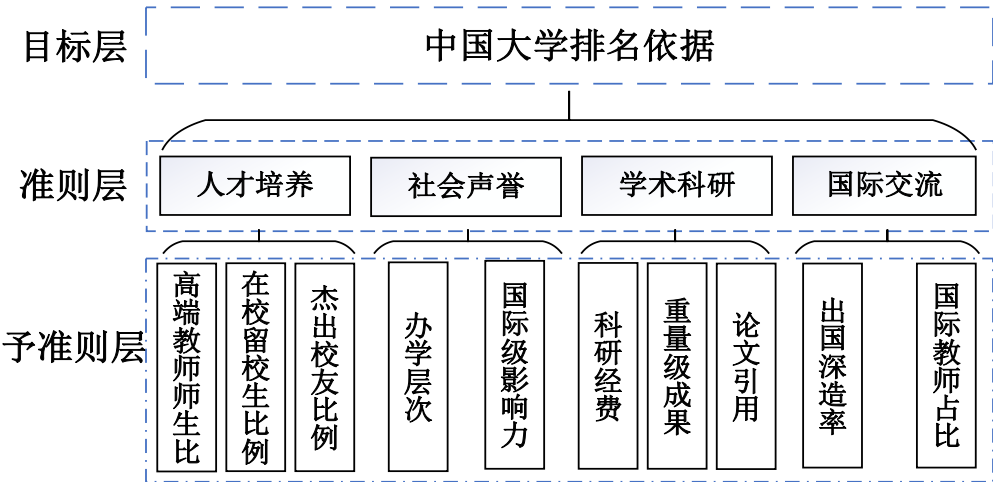 目标层
中国大学排名依据
准则层
人才培养
社会声誉
学术科研
国际交流
予准则层
高端教师师生比
在校留校生比例
杰出校友比例
办学层次
国际级影响力
科研经费
重量级成果
论文引用
出国深造率
国际教师占比